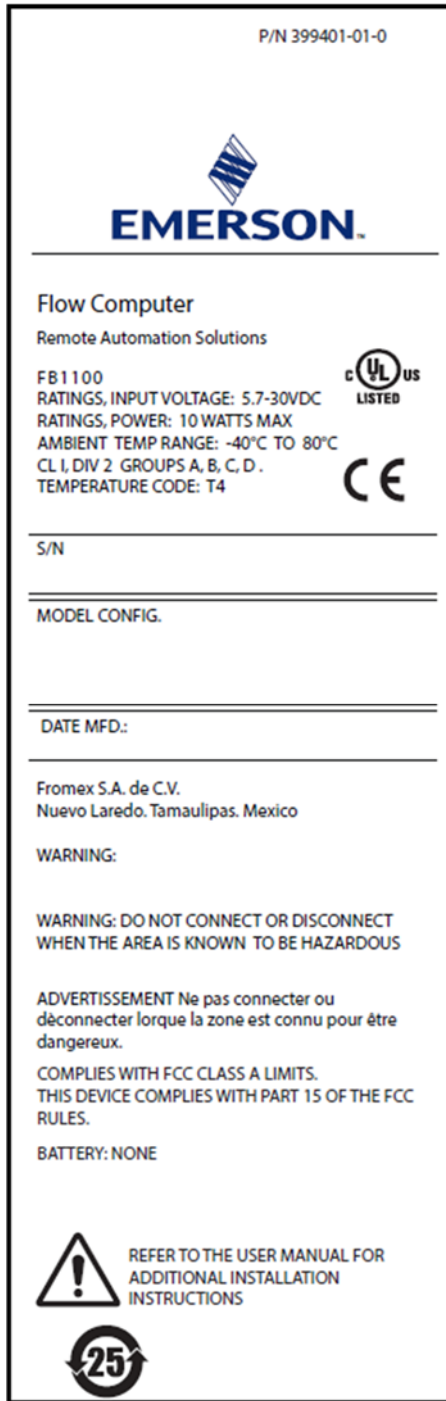 P/N 399401-01-0
EMERSON™
Flow Computer
Remote Automation Solutions
FB1100
RATINGS, INPUT VOLTAGE: 5.7-30VDC
RATINGS, POWER: 10 WATTS MAX
AMBIENT TEMP RANGE: -40°C TO 80°C
CL I, DIV 2 GROUPS A, B, C, D .
TEMPERATURE CODE: T4
C UL US
LISTED
CE
S/N
MODEL CONFIG.
DATE MFD.:
Fromex S.A. de C.V.
Nuevo Laredo. Tamaulipas. Mexico
WARNING:
WARNING: DO NOT CONNECT OR DISCONNECT
WHEN THE AREA IS KNOWN TO BE HAZARDOUS
ADVERTISSEMENT Ne pas connecter ou
dèconnecter lorque la zone est connu pour être
dangereux.
COMPLIES WITH FCC CLASS A LIMITS.
THIS DEVICE COMPLIES WITH PART 15 OF THE FCC
RULES.
BATTERY: NONE
REFER TO THE USER MANUAL FOR
ADDITIONAL INSTALLATION
INSTRUCTIONS
25